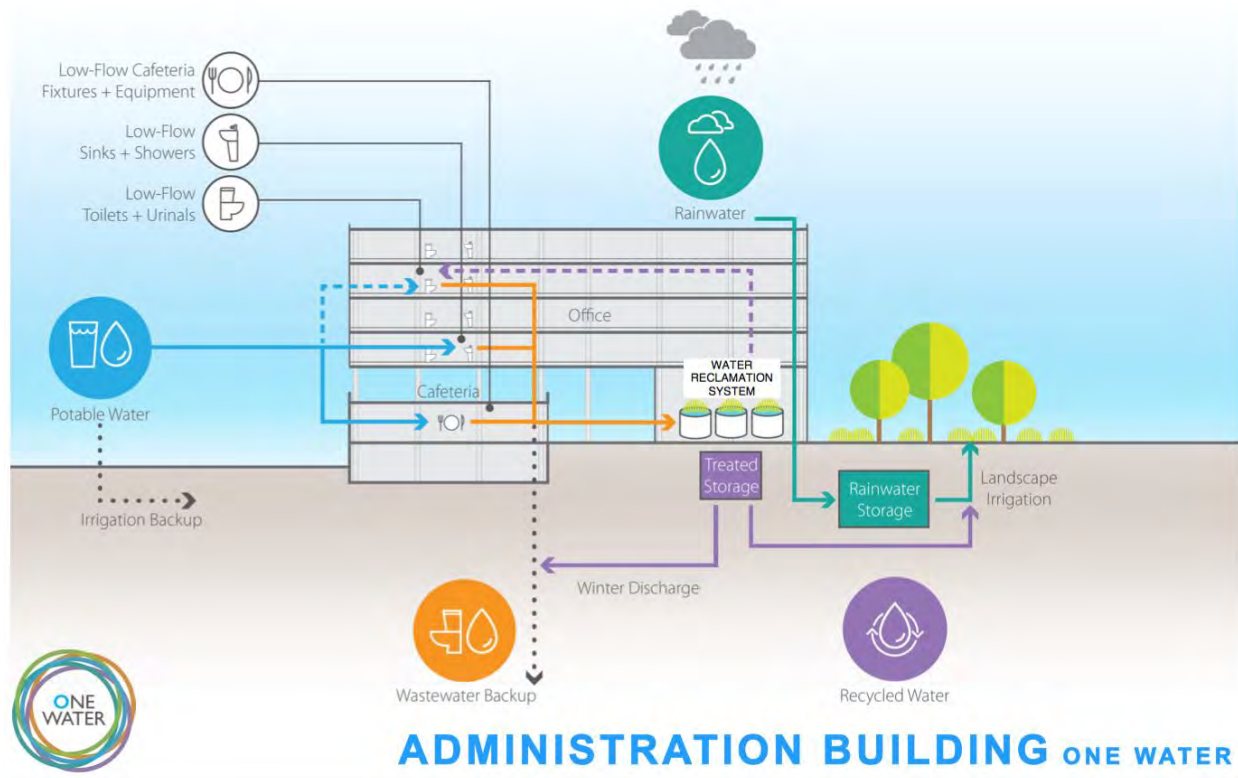 Low-Flow Cafeteria
Fixtures + Equipment
Low-Flow
Sinks + Showers
Low-Flow
Toilets + Urinals
Rainwater
Office
Potable Water
Cafeteria
WATER
RECLAMATION
SYSTEM
Treated
Storage
Rainwater
Storage
Landscape
Irrigation
Irrigation Backup
Winter Discharge
Wastewater Backup
Recycled Water
ONE
WATER
ADMINISTRATION BUILDING ONE WATER